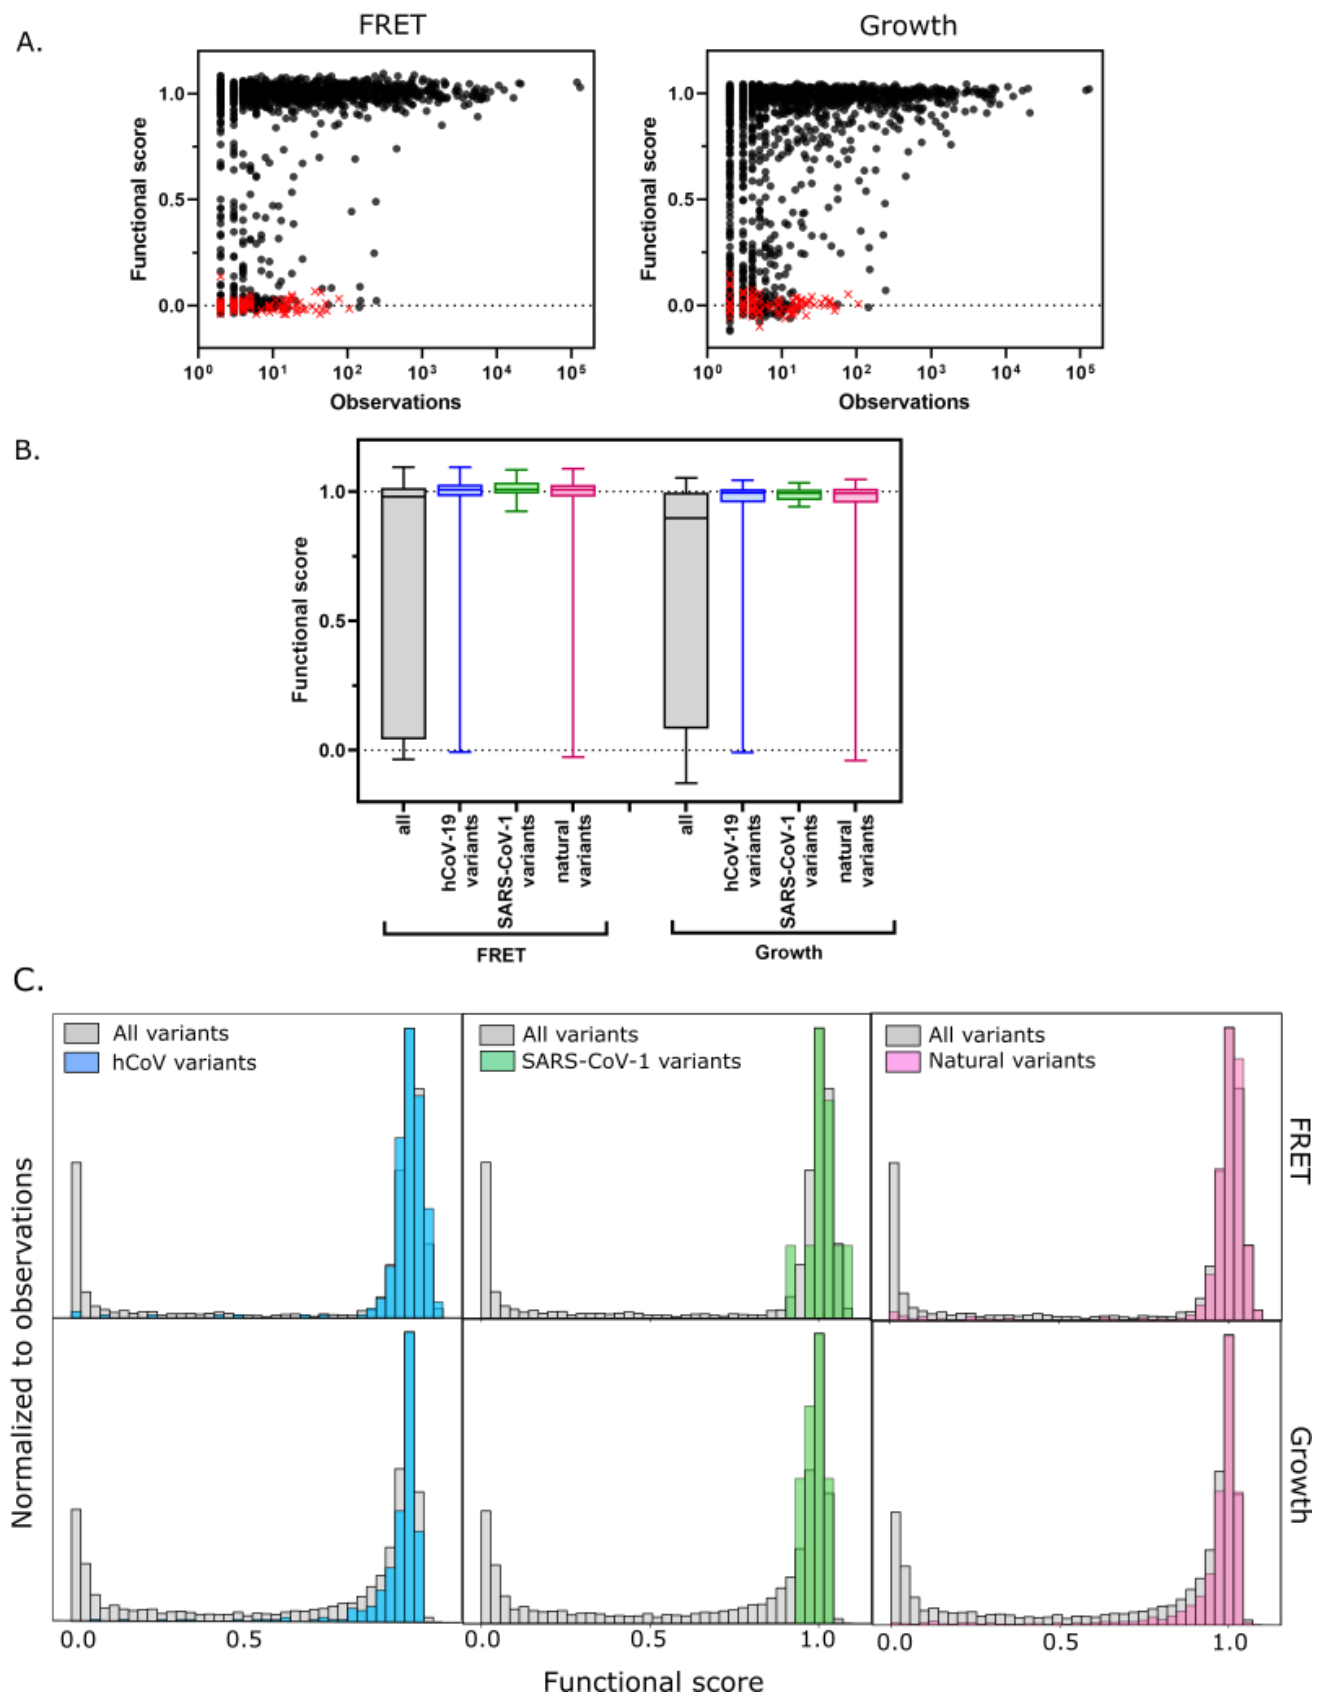 A.
FRET
Growth
Functional score
1.0
0.5
0.0
10⁰ 10¹ 10² 10³ 10⁴ 10⁵
Observations
Functional score
1.0
0.5
0.0
10⁰ 10¹ 10² 10³ 10⁴ 10⁵
Observations
B.
Functional score
1.0
0.5
0.0
all
hCoV-19
variants
SARS-CoV-1
variants
natural
variants
all
hCoV-19
variants
SARS-CoV-1
variants
natural
variants
FRET
Growth
C.
Normalized to observations
All variants
hCoV variants
All variants
SARS-CoV-1 variants
All variants
Natural variants
FRET
Growth
0.0 0.5
0.0 0.5 1.0
0.0 0.5 1.0
Functional score